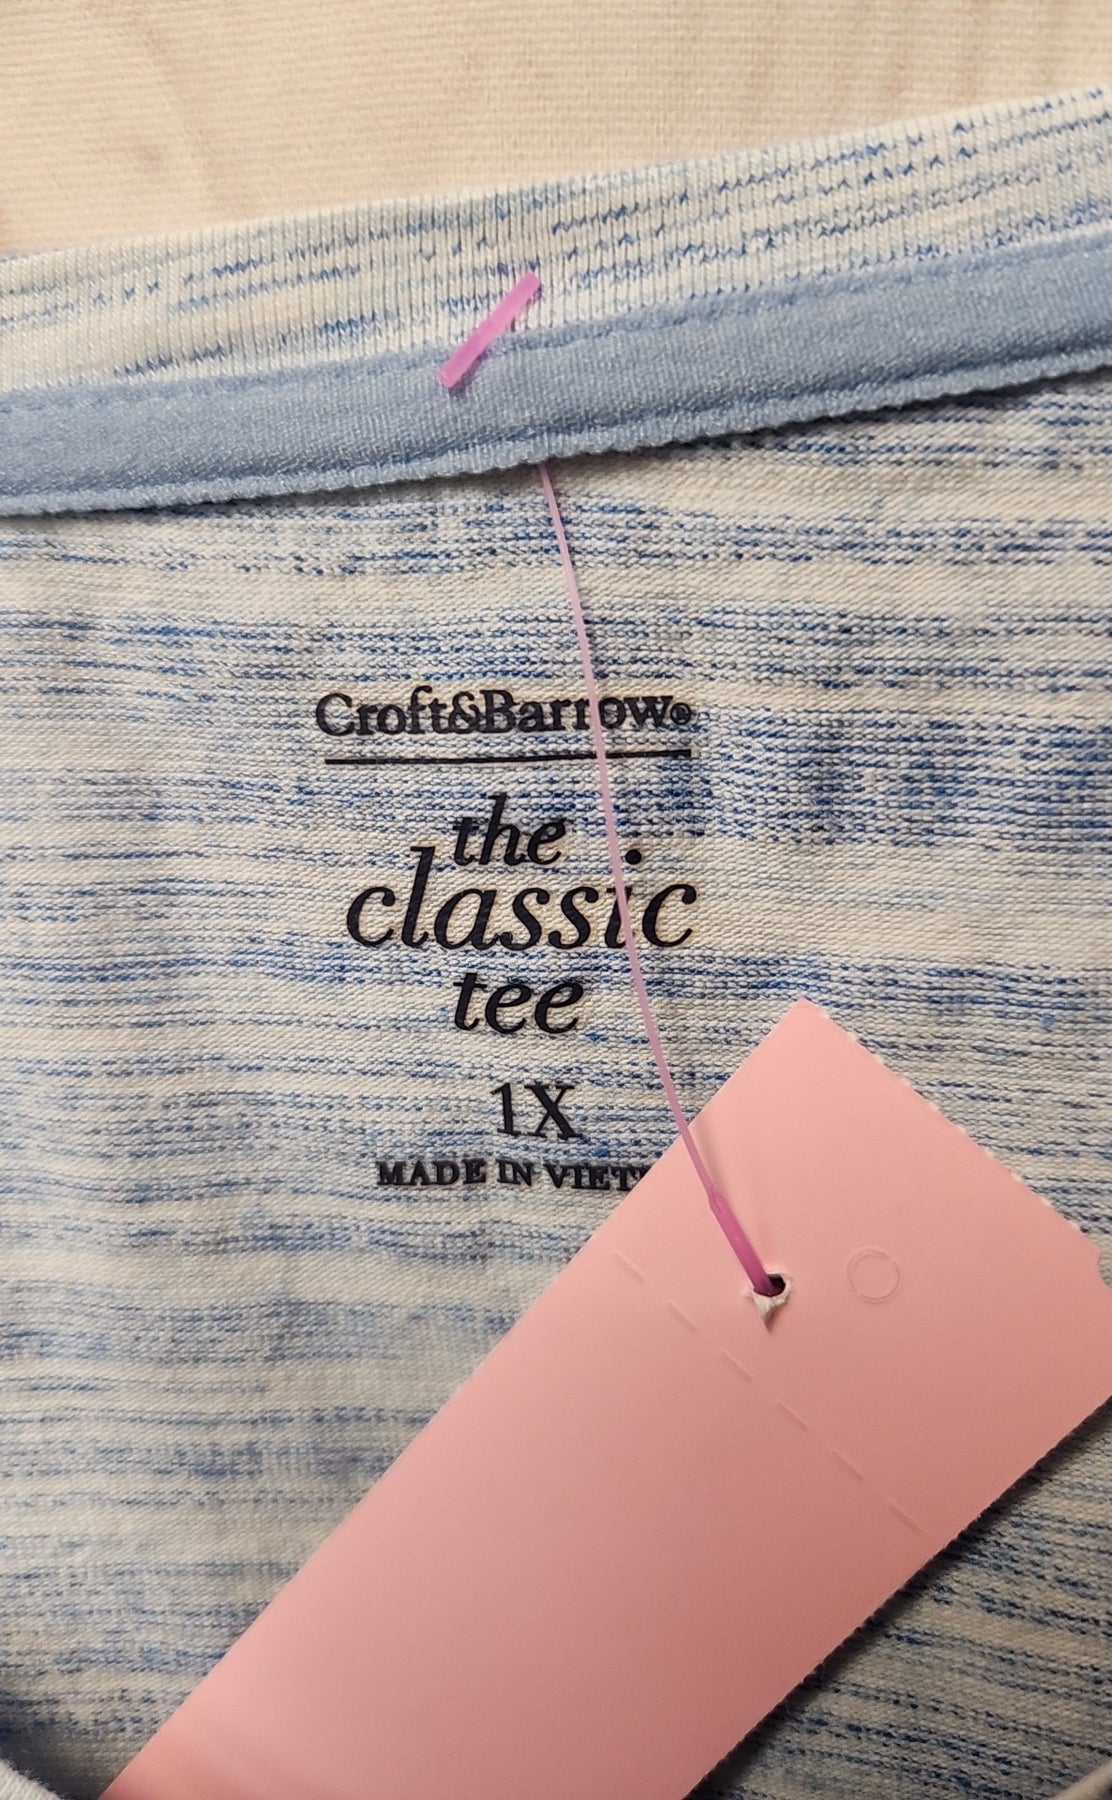 Croft&Barrow®
the
classic
tee
1X
MADE IN